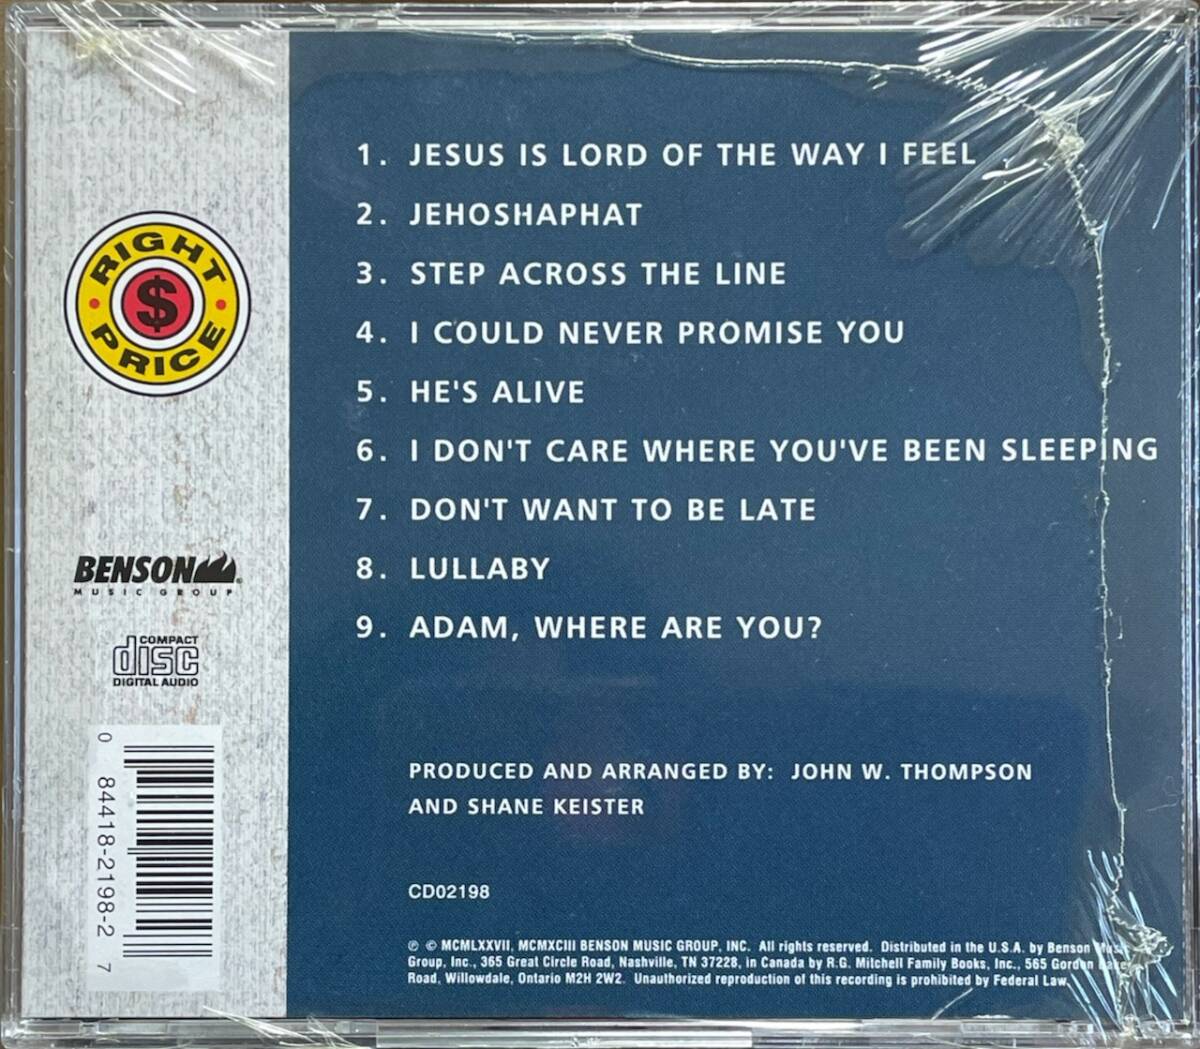 1. JESUS IS LORD OF THE WAY I FEEL
2. JEHOSHAPHAT
3. STEP ACROSS THE LINE
4. I COULD NEVER PROMISE YOU
5. HE'S ALIVE
6. I DON'T CARE WHERE YOU'VE BEEN SLEEPING
7. DON'T WANT TO BE LATE
8. LULLABY
9. ADAM, WHERE ARE YOU?
PRODUCED AND ARRANGED BY: JOHN W. THOMPSON
AND SHANE KEISTER
CD02198
℗ © MCMLXXVII, MCMXCIII BENSON MUSIC GROUP, INC. All rights reserved. Distributed in the U.S.A. by Benson Music
Group, Inc., 365 Great Circle Road, Nashville, TN 37228, in Canada by R.G. Mitchell Family Books, Inc., 565 Gordon Baker
Road, Willowdale, Ontario M2H 2W2. Unauthorized reproduction of this recording is prohibited by Federal Law.
RIGHT
$
PRICE
BENSON
MUSIC GROUP
COMPACT
disc
DIGITAL AUDIO
0 84418-2198-2 7